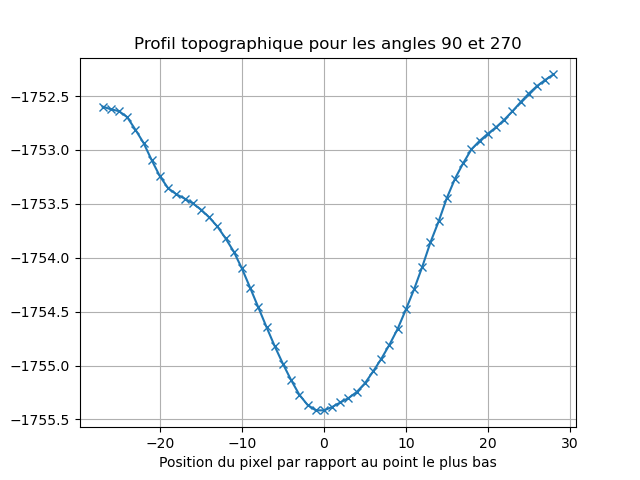 Profil topographique pour les angles 90 et 270
−1752.5
−1753.0
−1753.5
−1754.0
−1754.5
−1755.0
−1755.5
−20 −10 0 10 20 30
Position du pixel par rapport au point le plus bas